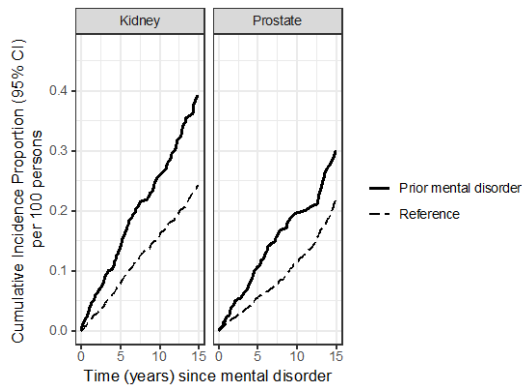 Kidney
Prostate
Cumulative Incidence Proportion (95% CI)
per 100 persons
0.4
0.3
0.2
0.1
0.0
0
5
10
15
0
5
10
15
Time (years) since mental disorder
Prior mental disorder
Reference